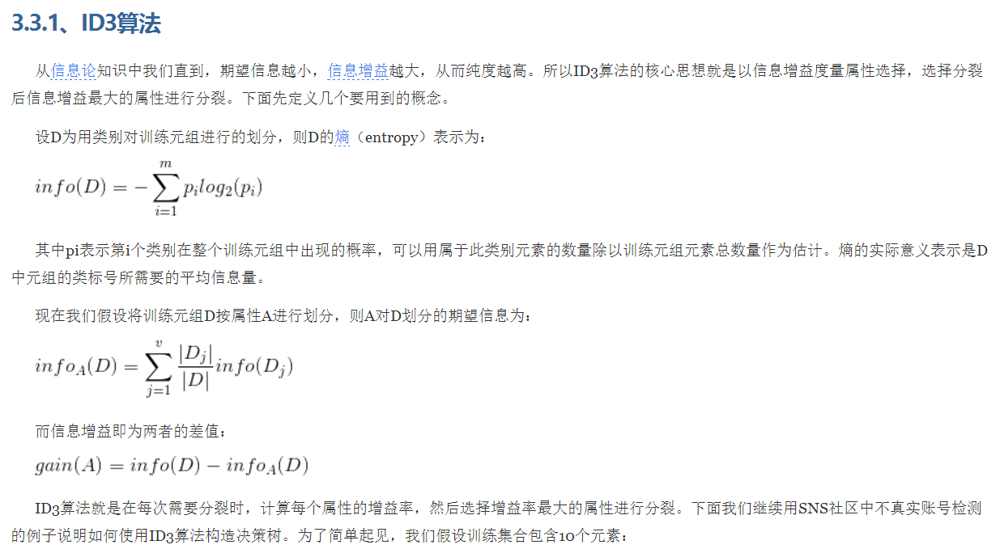 3.3.1、ID3算法
从信息论知识中我们直到，期望信息越小，信息增益越大，从而纯度越高。所以ID3算法的核心思想就是以信息增益度量属性选择，选择分裂
后信息增益最大的属性进行分裂。下面先定义几个要用到的概念。
设D为用类别对训练元组进行的划分，则D的熵（entropy）表示为：
info(D) = −∑_{i=1}^{m} p_i log_2(p_i)
其中pi表示第i个类别在整个训练元组中出现的概率，可以用属于此类别元素的数量除以训练元组元素总数量作为估计。熵的实际意义表示是D
中元组的类标号所需要的平均信息量。
现在我们假设将训练元组D按属性A进行划分，则A对D划分的期望信息为：
info_A(D) = ∑_{j=1}^{v} |D_j|/|D| info(D_j)
而信息增益即为两者的差值：
gain(A) = info(D) − info_A(D)
ID3算法就是在每次需要分裂时，计算每个属性的增益率，然后选择增益率最大的属性进行分裂。下面我们继续用SNS社区中不真实账号检测
的例子说明如何使用ID3算法构造决策树。为了简单起见，我们假设训练集合包含10个元素：